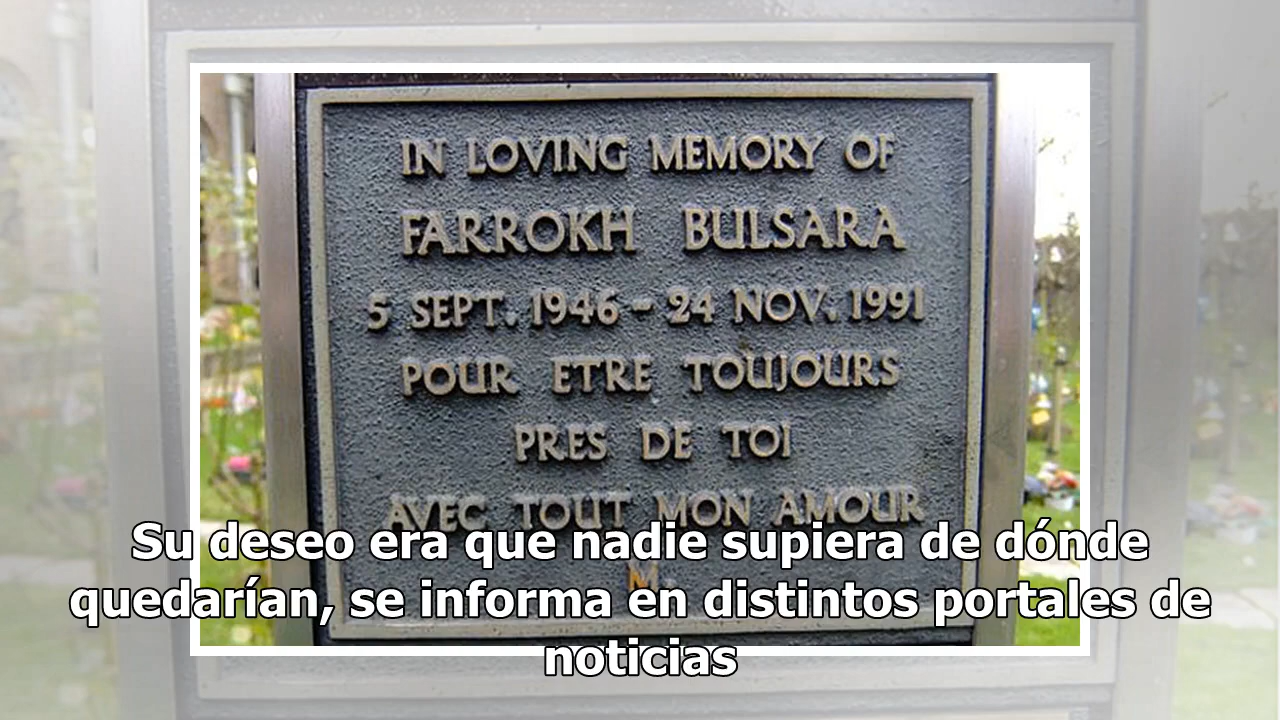 IN LOVING MEMORY OF
FARROKH BULSARA
5 SEPT. 1946 - 24 NOV. 1991
POUR ETRE TOUJOURS
PRES DE TOI
AVEC TOUT MON AMOUR
M.
Su deseo era que nadie supiera de dónde
quedarían, se informa en distintos portales de
noticias